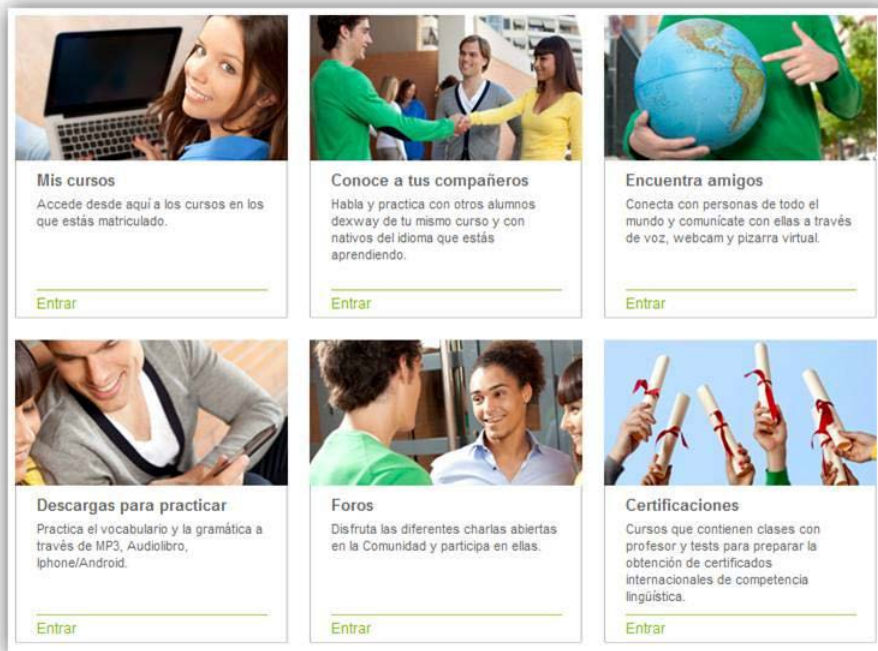 Mis cursos
Accede desde aquí a los cursos en los
que estás matriculado.
Entrar
Conoce a tus compañeros
Habla y practica con otros alumnos
dexway de tu mismo curso y con
nativos del idioma que estás
aprendiendo.
Entrar
Encuentra amigos
Conecta con personas de todo el
mundo y comunícate con ellas a través
de voz, webcam y pizarra virtual.
Entrar
Descargas para practicar
Practica el vocabulario y la gramática a
través de MP3, Audiolibro,
Iphone/Android.
Entrar
Foros
Disfruta las diferentes charlas abiertas
en la Comunidad y participa en ellas.
Entrar
Certificaciones
Cursos que contienen clases con
profesor y tests para preparar la
obtención de certificados
internacionales de competencia
lingüística.
Entrar